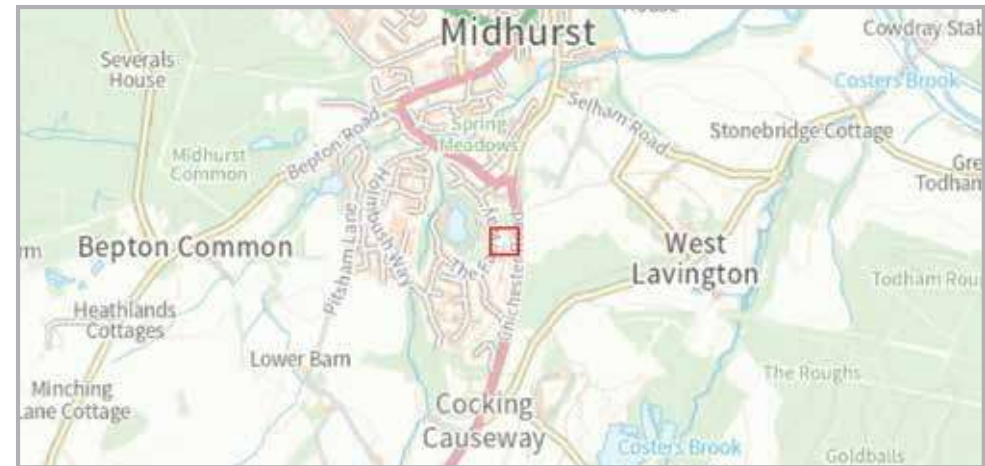 Midhurst
Cowdray Stab
Severals
House
Costers Brook
Selham Road
Spring
Meadows
Stonebridge Cottage
Bepton Road
Midhurst
Common
Gre
Todham
Holmbush Way
Pitsham Lane
rm
Bepton Common
West
Lavington
Todham Rou
Chichester
Heathlands
Cottages
Lower Barn
The Roughs
Minching
Lane Cottage
Cocking
Causeway
Costers Brook
Goldballs